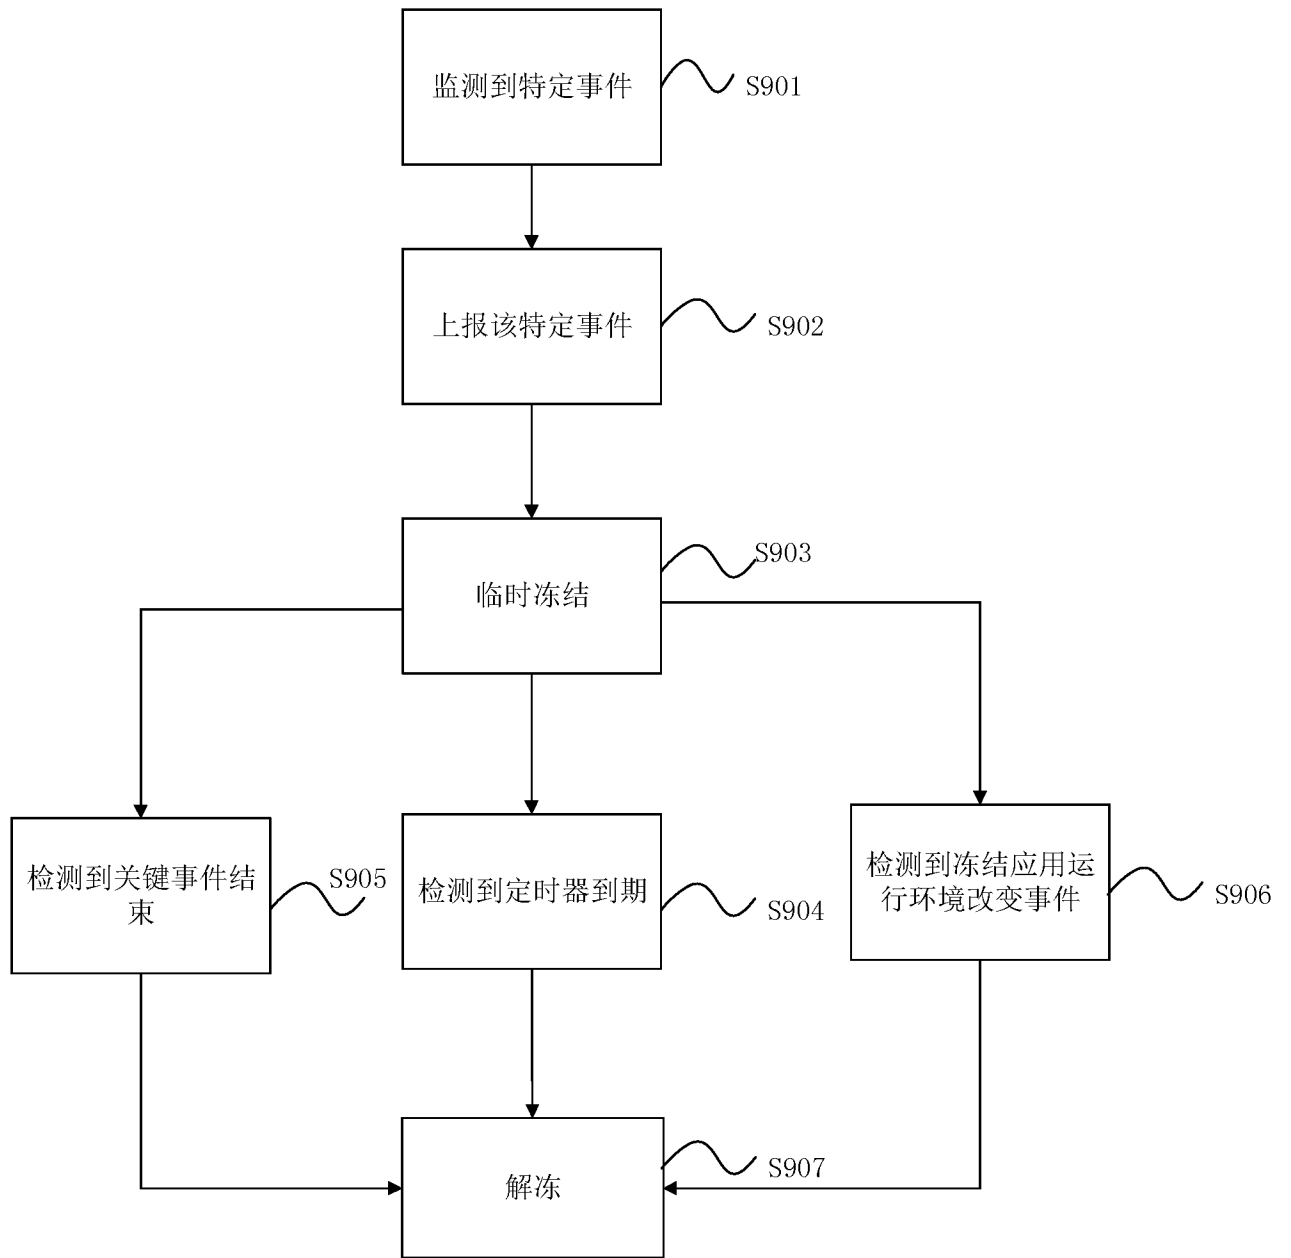 监测到特定事件
S901
上报该特定事件
S902
S903
临时冻结
检测到关键事件结
束
S905
检测到定时器到期
S904
检测到冻结应用运
行环境改变事件
S906
解冻
S907